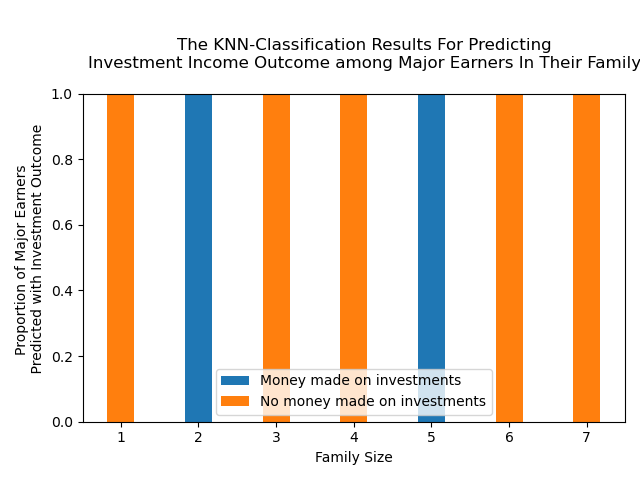 The KNN-Classification Results For Predicting
Investment Income Outcome among Major Earners In Their Family
Proportion of Major Earners
Predicted with Investment Outcome
1.0
0.8
0.6
0.4
0.2
0.0
Money made on investments
No money made on investments
1 2 3 4 5 6 7
Family Size